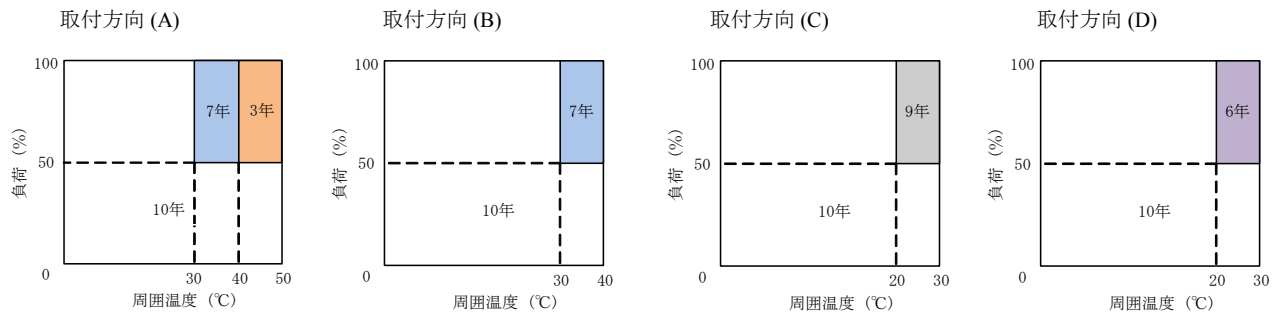 取付方向 (A)
100
7年
3年
50
負荷 (%)
10年
0
30
40
50
周囲温度 (℃)
取付方向 (B)
100
7年
50
負荷 (%)
10年
0
30
40
周囲温度 (℃)
取付方向 (C)
100
9年
50
負荷 (%)
10年
0
20
30
周囲温度 (℃)
取付方向 (D)
100
6年
50
負荷 (%)
10年
0
20
30
周囲温度 (℃)